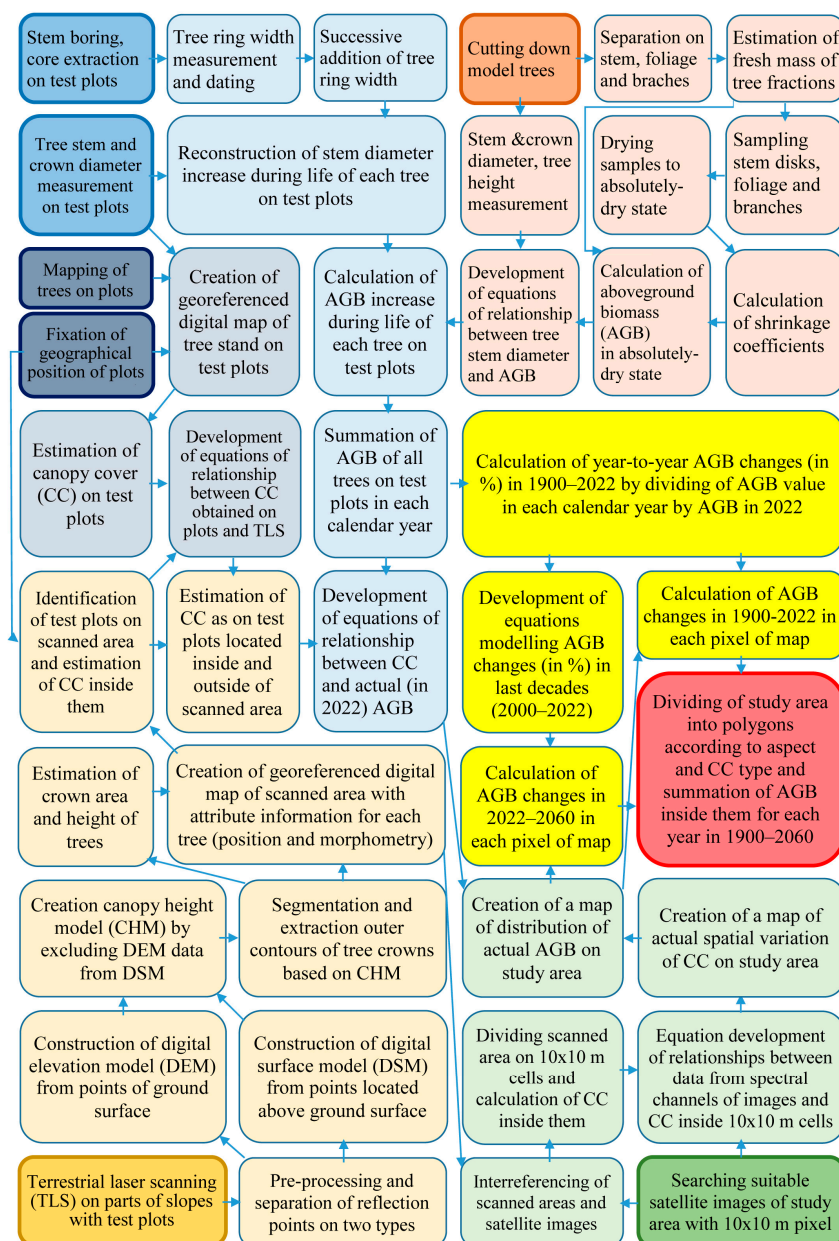 Stem boring,
core extraction
on test plots
Tree ring width
measurement
and dating
Successive
addition of tree
ring width
Cutting down
model trees
Separation on
stem, foliage
and braches
Estimation of
fresh mass of
tree fractions
Tree stem and
crown diameter
measurement
on test plots
Reconstruction of stem diameter
increase during life of each tree
on test plots
Stem &crown
diameter, tree
height
measurement
Drying
samples to
absolutely-
dry state
Sampling
stem disks,
foliage and
branches
Mapping of
trees on plots
Fixation of
geographical
position of plots
Creation of
georeferenced
digital map of
tree stand on
test plots
Calculation of
AGB increase
during life of
each tree on
test plots
Development
of equations
of relationship
between tree
stem diameter
and AGB
Calculation of
aboveground
biomass
(AGB)
in absolutely-
dry state
Calculation
of shrinkage
coefficients
Estimation of
canopy cover
(CC) on test
plots
Development
of equations of
relationship
between CC
obtained on
plots and TLS
Summation of
AGB of all
trees on test
plots in each
calendar year
Calculation of year-to-year AGB changes (in
%) in 1900–2022 by dividing of AGB value
in each calendar year by AGB in 2022
Identification
of test plots on
scanned area
and estimation
of CC inside
them
Estimation of
CC as on test
plots located
inside and
outside of
scanned area
Development
of equations of
relationship
between CC
and actual (in
2022) AGB
Development of
equations
modelling AGB
changes (in %) in
last decades
(2000–2022)
Calculation of AGB
changes in 1900-2022 in
each pixel of map
Dividing of study area
into polygons
according to aspect
and CC type and
summation of AGB
inside them for each
year in 1900–2060
Estimation of
crown area
and height of
trees
Creation of georeferenced digital
map of scanned area with
attribute information for each
tree (position and morphometry)
Calculation of
AGB changes in
2022–2060 in
each pixel of map
Creation canopy height
model (CHM) by
excluding DEM data
from DSM
Segmentation and
extraction outer
contours of tree crowns
based on CHM
Creation of a map
of distribution of
actual AGB on
study area
Creation of a map of
actual spatial variation
of CC on study area
Construction of digital
elevation model (DEM)
from points of ground
surface
Construction of digital
surface model (DSM)
from points located
above ground surface
Dividing scanned
area on 10x10 m
cells and
calculation of CC
inside them
Equation development
of relationships between
data from spectral
channels of images and
CC inside 10x10 m cells
Terrestrial laser scanning
(TLS) on parts of slopes
with test plots
Pre-processing and
separation of reflection
points on two types
Interreferencing
of scanned areas and
satellite images
Searching suitable
satellite images of study
area with 10x10 m pixel